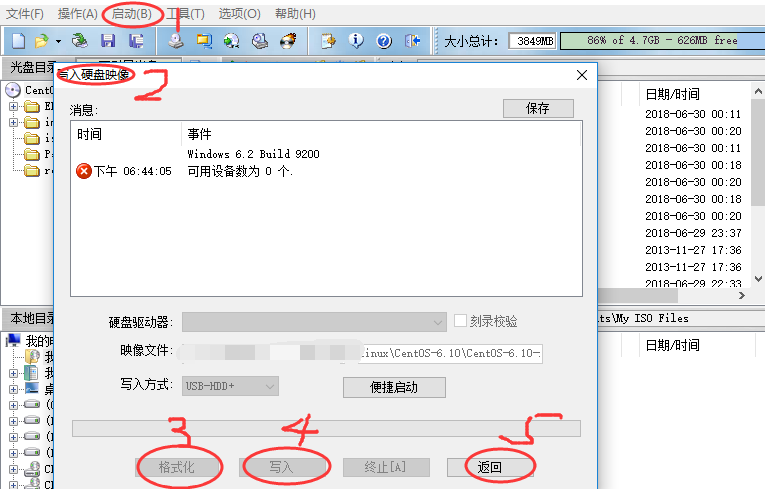 文件(F) 操作(A) 启动(B) 工具(T) 选项(O) 帮助(H)
1
大小总计: 3849MB 86% of 4.7GB - 626MB free
光盘目录
写入硬盘映像
2
日期/时间
消息: 保存
时间 事件
Windows 6.2 Build 9200
下午 06:44:05 可用设备数为 0 个.
2018-06-30 00:11
2018-06-30 00:20
2018-06-30 00:11
2018-06-30 00:18
2018-06-30 00:20
2018-06-30 00:18
2018-06-30 00:20
2018-06-29 23:37
2013-11-27 17:36
2013-11-27 17:36
2018-06-29 22:33
本地目录
硬盘驱动器: 刻录校验
ts\My ISO Files
映像文件: inux\CentOS-6.10\CentOS-6.10-
日期/时间
写入方式: USB-HDD+ 便捷启动
3 4 5
格式化 写入 终止[A] 返回